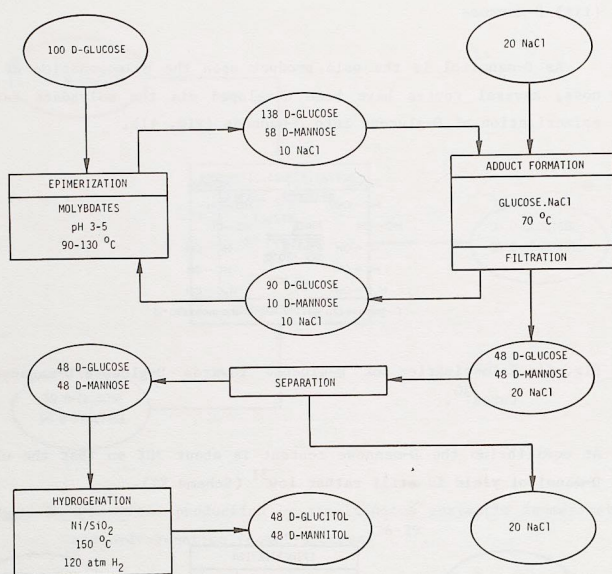 100 D-GLUCOSE
20 NaCl
138 D-GLUCOSE
58 D-MANNOSE
10 NaCl
EPIMERIZATION
MOLYBDATES
pH 3-5
90-130 °C
ADDUCT FORMATION
GLUCOSE.NaCl
70 °C
FILTRATION
90 D-GLUCOSE
10 D-MANNOSE
10 NaCl
48 D-GLUCOSE
48 D-MANNOSE
SEPARATION
48 D-GLUCOSE
48 D-MANNOSE
20 NaCl
HYDROGENATION
Ni/SiO2
150 °C
120 atm H2
48 D-GLUCITOL
48 D-MANNITOL
20 NaCl